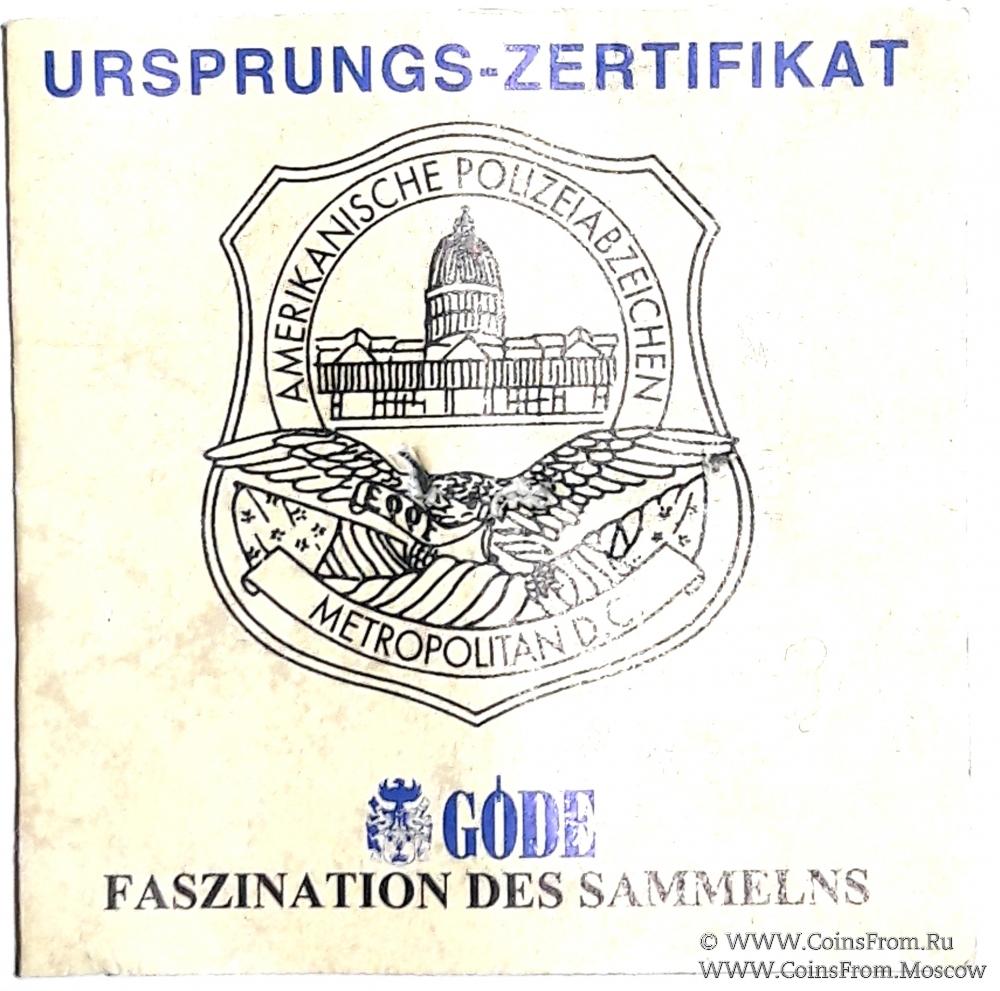 URSPRUNGS-ZERTIFIKAT
AMERIKANISCHE POLIZEIABZEICHEN
METROPOLITAN D.C.
GÖDE
FASZINATION DES SAMMELNS
© WWW.CoinsFrom.Ru
WWW.CoinsFrom.Moscow